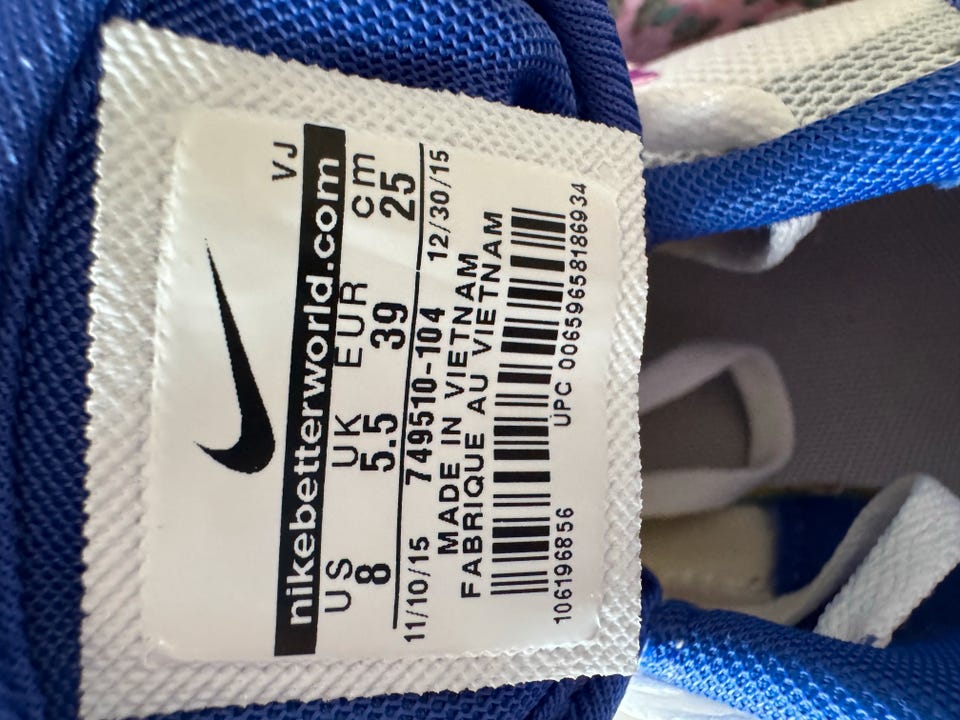 VJ
nikebetterworld.com
US UK EUR cm
8 5.5 39 25
11/10/15 749510-104 12/30/15
MADE IN VIETNAM
FABRIQUE AU VIETNAM
106196856 UPC 00659658186934